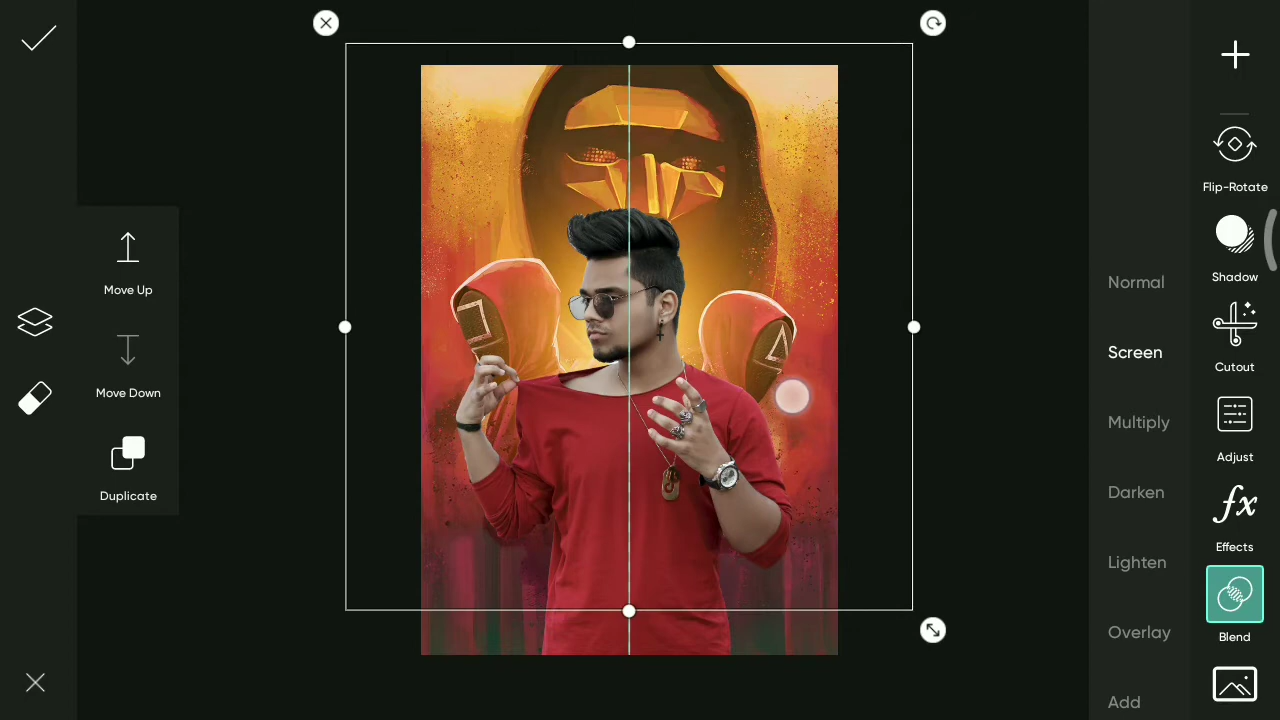 Move Up
Move Down
Duplicate
Normal
Screen
Multiply
Darken
Lighten
Overlay
Add
Flip-Rotate
Shadow
Cutout
Adjust
fx
Effects
Blend